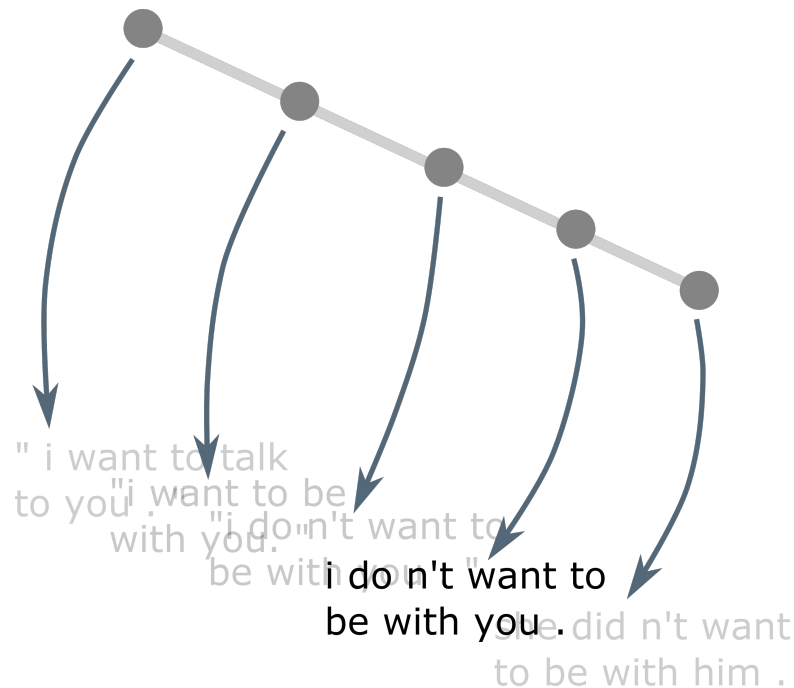 " i want to talk
to you . "
"i want to be
with you. "
"i do n't want to
be with you . "
i do n't want to
be with you .
she did n't want
to be with him .